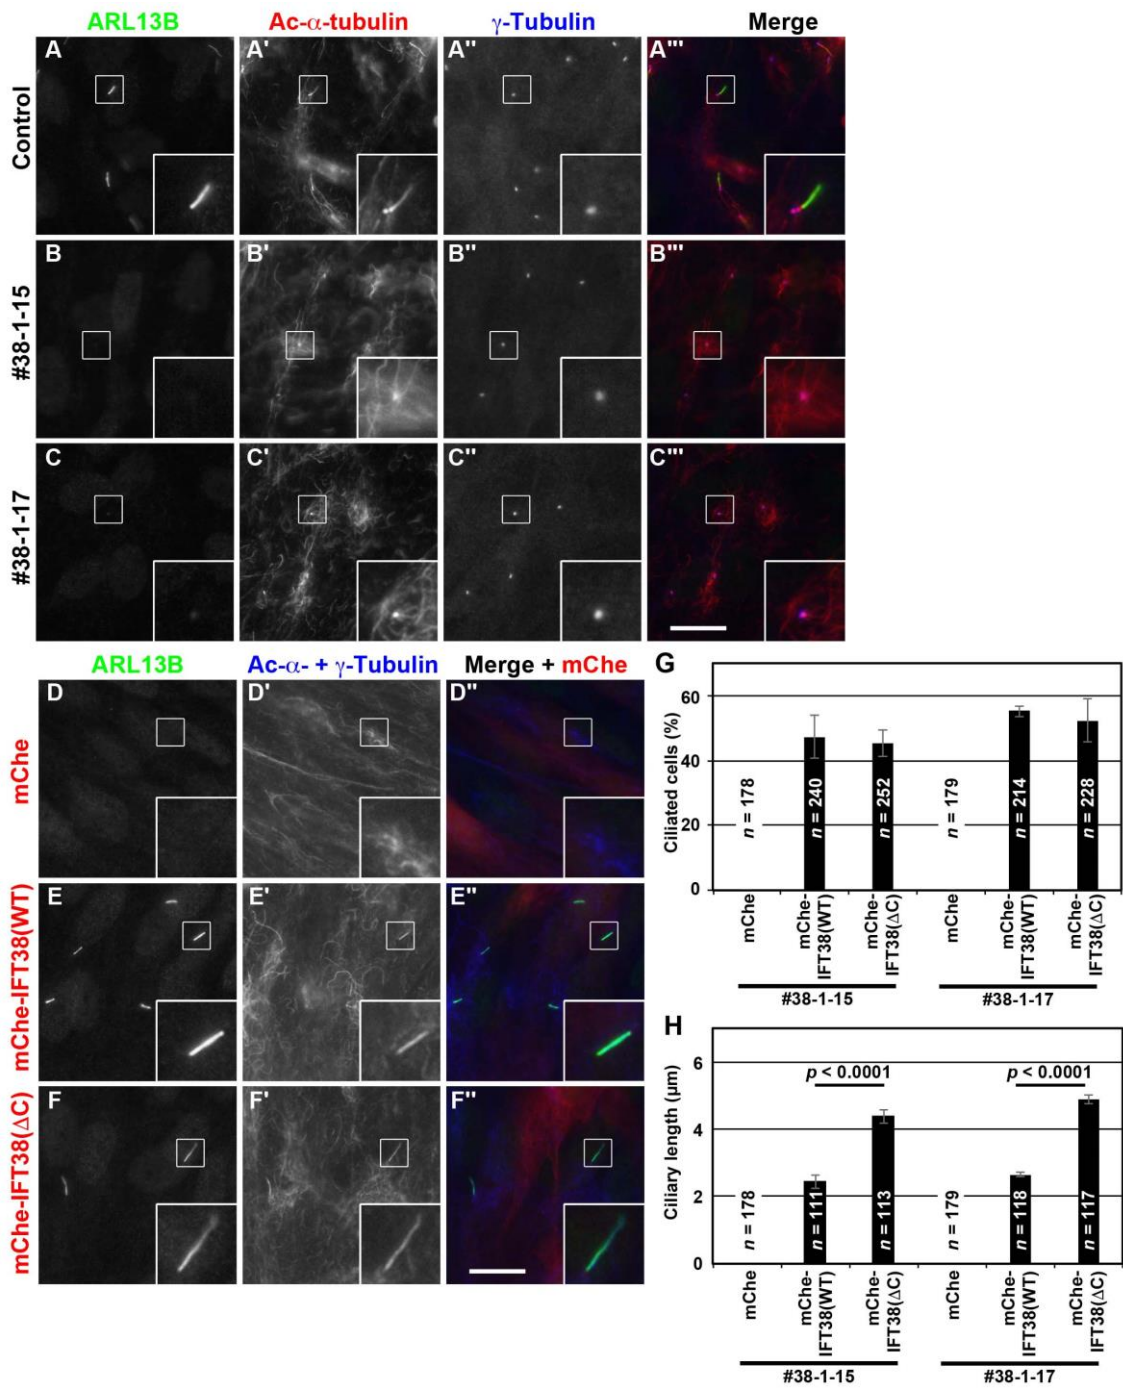 ARL13B Ac-α-tubulin γ-Tubulin Merge
Control
A A' A'' A'''
#38-1-15
B B' B'' B'''
#38-1-17
C C' C'' C'''
ARL13B Ac-α- + γ-Tubulin Merge + mChe
mChe
D D' D''
mChe-IFT38(WT)
E E' E''
mChe-IFT38(ΔC)
F F' F''
G
Ciliated cells (%)
60
40
20
0
n = 178
n = 240
n = 252
n = 179
n = 214
n = 228
mChe
mChe-
IFT38(WT)
mChe-
IFT38(ΔC)
mChe
mChe-
IFT38(WT)
mChe-
IFT38(ΔC)
#38-1-15 #38-1-17
H
Ciliary length (µm)
6
4
2
0
p < 0.0001 p < 0.0001
n = 178
n = 111
n = 113
n = 179
n = 118
n = 117
mChe
mChe-
IFT38(WT)
mChe-
IFT38(ΔC)
mChe
mChe-
IFT38(WT)
mChe-
IFT38(ΔC)
#38-1-15 #38-1-17